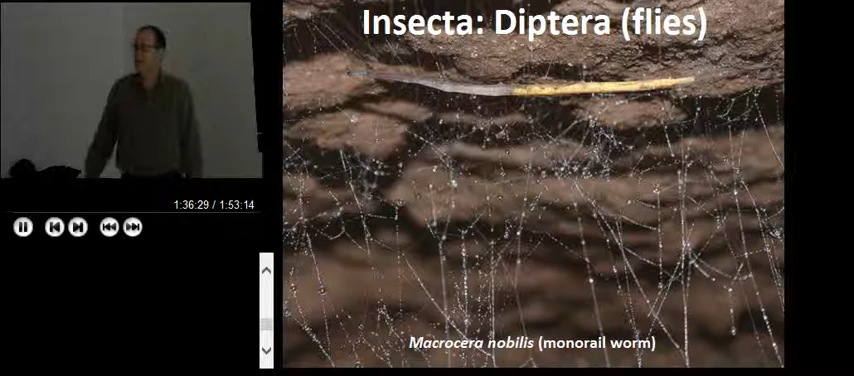 Insecta: Diptera (flies)
1:36:29 / 1:53:14
Macrocera nobilis (monorail worm)